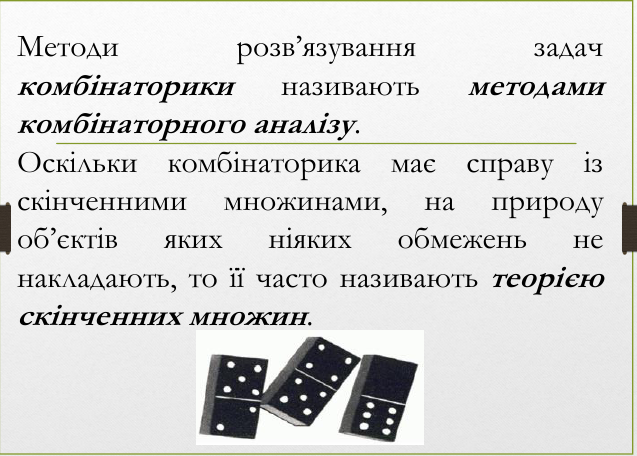 Методи розв’язування задач
комбінаторики називають методами
комбінаторного аналізу.
Оскільки комбінаторика має справу із
скінченними множинами, на природу
об’єктів яких ніяких обмежень не
накладають, то її часто називають теорією
скінченних множин.